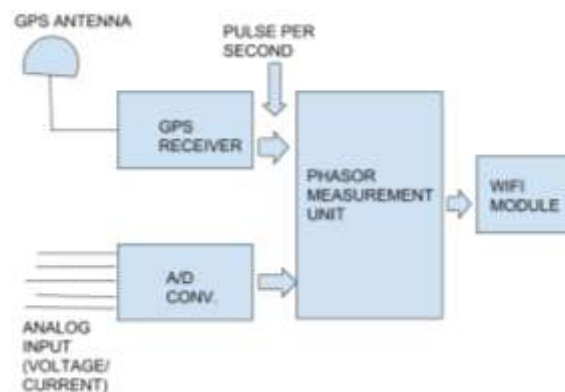 GPS ANTENNA
PULSE PER
SECOND
GPS
RECEIVER
PHASOR
MEASUREMENT
UNIT
WIFI
MODULE
A/D
CONV.
ANALOG
INPUT
(VOLTAGE/
CURRENT)